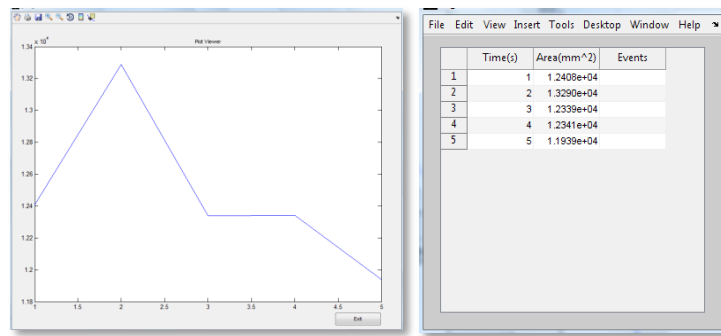 x 10^4
Plot Viewer
1.34
1.32
1.3
1.28
1.26
1.24
1.22
1.2
1.18
1 1.5 2 2.5 3 3.5 4 4.5 5
Exit
File Edit View Insert Tools Desktop Window Help
Time(s) Area(mm^2) Events
1 1 1.2408e+04
2 2 1.3290e+04
3 3 1.2339e+04
4 4 1.2341e+04
5 5 1.1939e+04